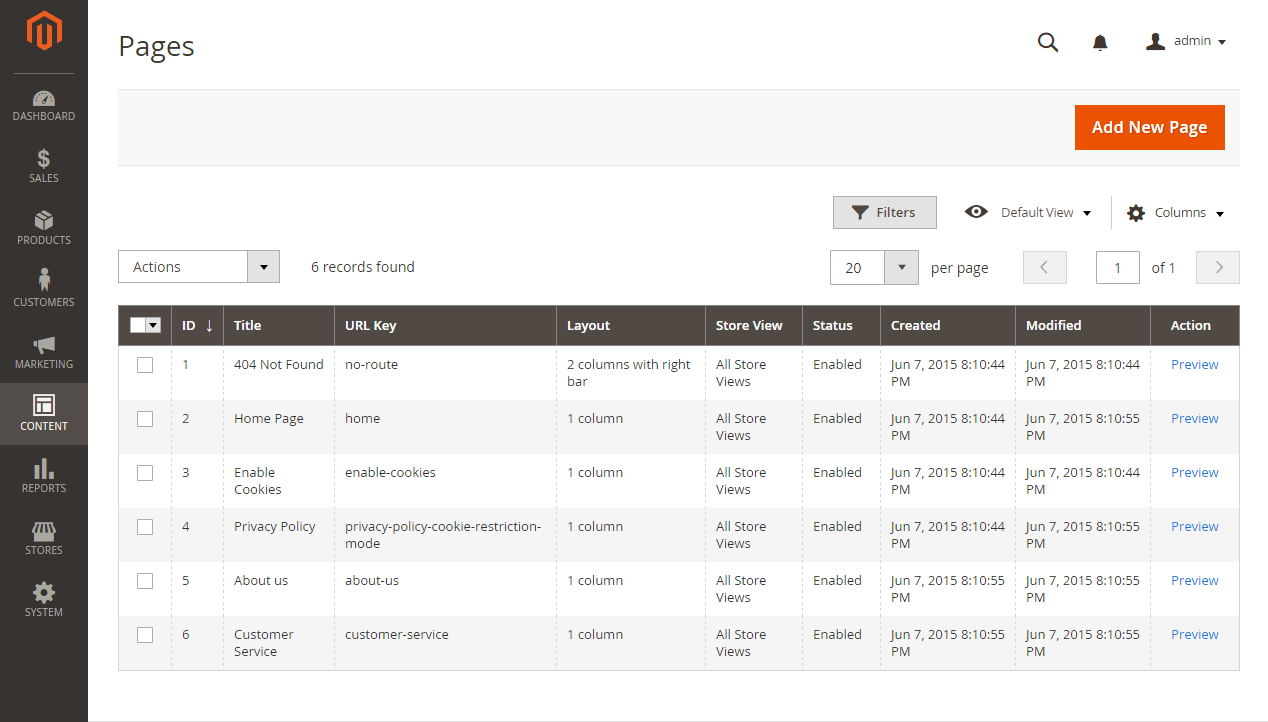 Pages
admin
DASHBOARD
SALES
PRODUCTS
CUSTOMERS
MARKETING
CONTENT
REPORTS
STORES
SYSTEM
Add New Page
Filters
Default View
Columns
Actions
6 records found
20
per page
1
of 1
ID ↓ Title URL Key Layout Store View Status Created Modified Action
1 404 Not Found no-route 2 columns with right All Store Enabled Jun 7, 2015 8:10:44 Jun 7, 2015 8:10:44 Preview
bar Views PM PM
2 Home Page home 1 column All Store Enabled Jun 7, 2015 8:10:44 Jun 7, 2015 8:10:55 Preview
Views PM PM
3 Enable enable-cookies 1 column All Store Enabled Jun 7, 2015 8:10:44 Jun 7, 2015 8:10:44 Preview
Cookies Views PM PM
4 Privacy Policy privacy-policy-cookie-restriction- 1 column All Store Enabled Jun 7, 2015 8:10:44 Jun 7, 2015 8:10:55 Preview
mode Views PM PM
5 About us about-us 1 column All Store Enabled Jun 7, 2015 8:10:55 Jun 7, 2015 8:10:55 Preview
Views PM PM
6 Customer customer-service 1 column All Store Enabled Jun 7, 2015 8:10:55 Jun 7, 2015 8:10:55 Preview
Service Views PM PM